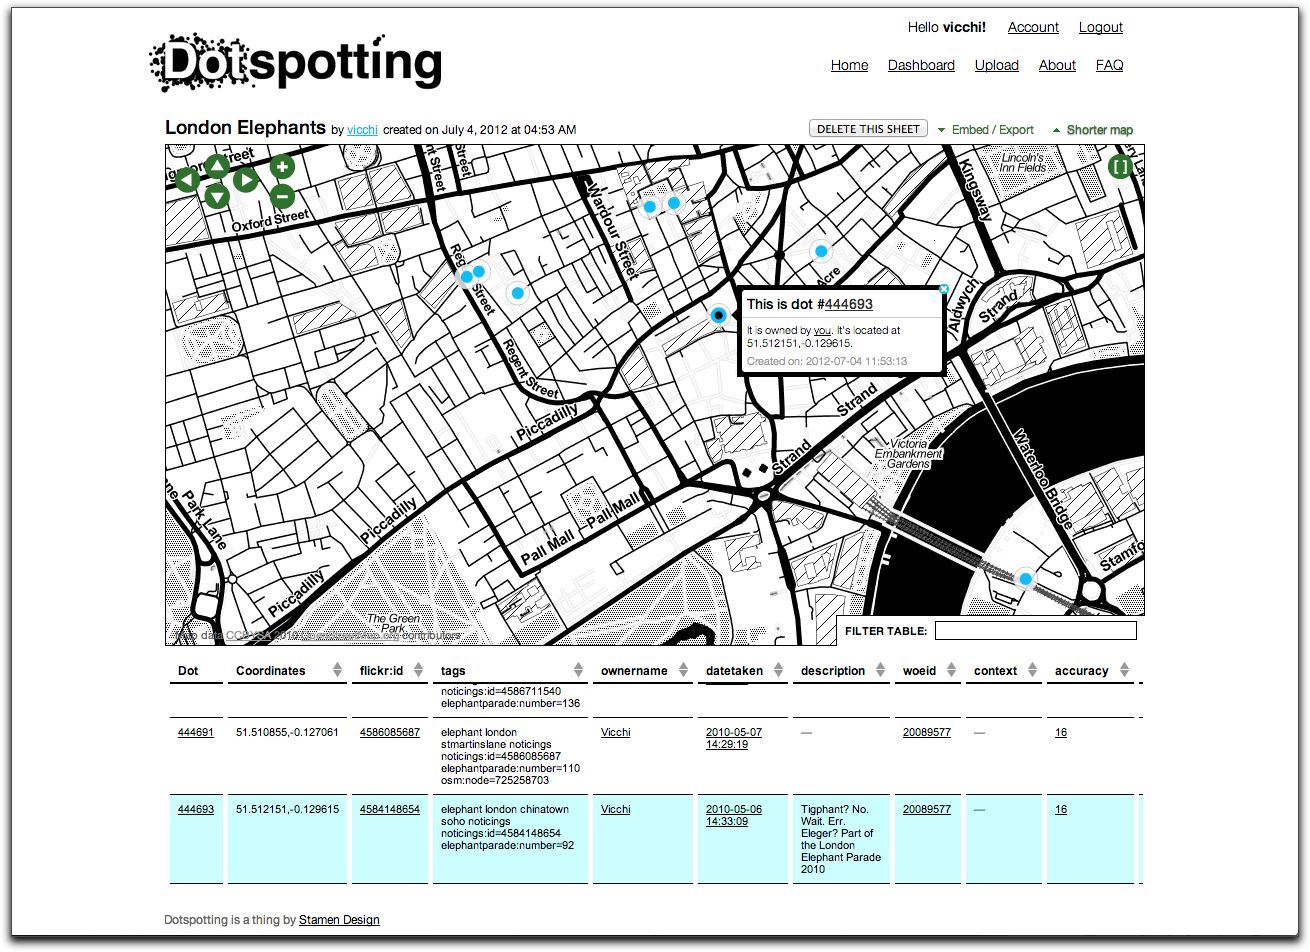 Hello vicchi! Account Logout
Dotspotting
Home Dashboard Upload About FAQ
London Elephants by vicchi created on July 4, 2012 at 04:53 AM
DELETE THIS SHEET Embed / Export Shorter map
Street
Oxford Street
Street
Wardour Street
Kingsway
Lincoln's
Inn Fields
[ ]
Regent Street
Regent Street
Acre
Aldwych
Strand
This is dot #444693
It is owned by you. It's located at
51.512151,-0.129615.
Created on: 2012-07-04 11:53:13
Piccadilly
Strand
Strand
Victoria
Embankment
Gardens
Waterloo Bridge
Park Lane
Piccadilly
Pall Mall
Pall Mall
Piccadilly
The Green
Park
Stamfo
contributors
FILTER TABLE:
Dot Coordinates flickr:id tags ownername datetaken description woeid context accuracy
noticings:id=4586711540
elephantparade:number=136
444691 51.510855,-0.127061 4586085687 elephant london Vicchi 2010-05-07 — 20089577 — 16
stmartinslane noticings 14:29:19
noticings:id=4586085687
elephantparade:number=110
osm:node=725258703
444693 51.512151,-0.129615 4584148654 elephant london chinatown Vicchi 2010-05-06 Tigphant? No. 20089577 — 16
soho noticings 14:33:09 Wait. Err.
noticings:id=4584148654 Eleger? Part of
elephantparade:number=92 the London
Elephant Parade
2010
Dotspotting is a thing by Stamen Design